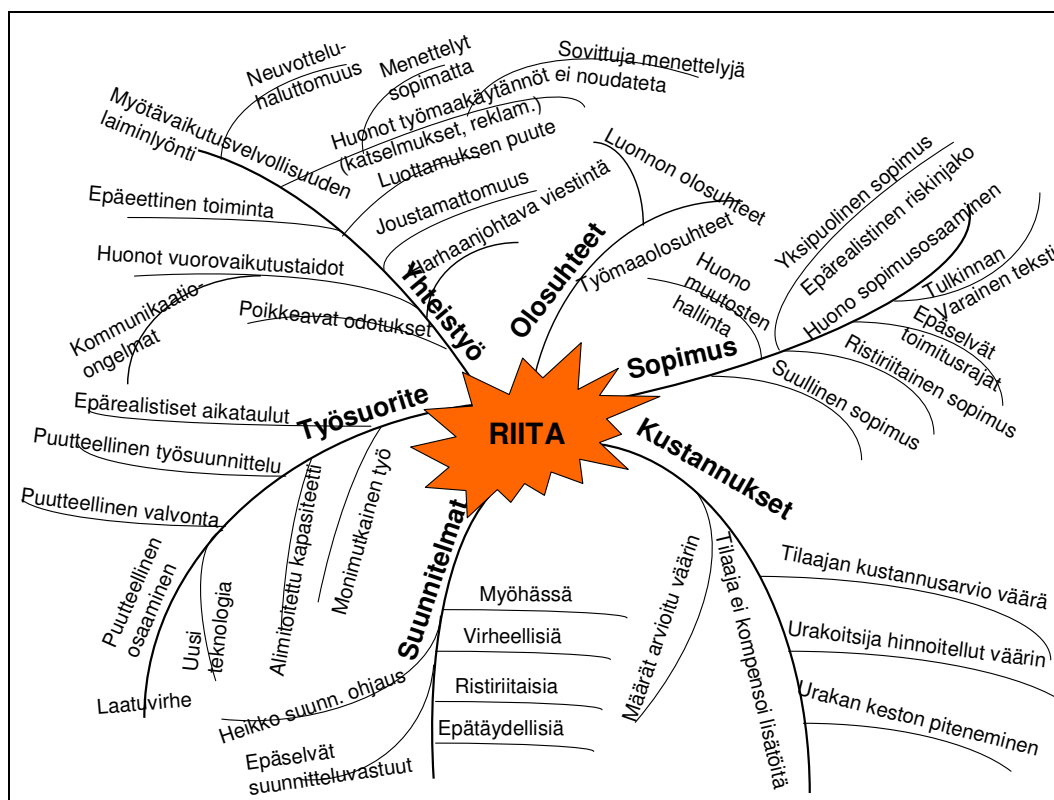 Neuvottelu-
haluttomuus
Menettelyt
sopimatta
Sovittuja menettelyjä
ei noudateta
Myötävaikutusvelvollisuuden
laiminlyönti
Huonot työmaakäytännöt
(katselmukset, reklam.)
Luottamuksen puute
Epäeettinen toiminta
Joustamattomuus
Harhaanjohtava viestintä
Huonot vuorovaikutustaidot
Kommunikaatio-
ongelmat
Poikkeavat odotukset
Yhteistyö
Olosuhteet
Luonnon olosuhteet
Työmaaolosuhteet
Sopimus
Huono
muutosten
hallinta
Yksipuolinen sopimus
Epärealistinen riskinjako
Huono sopimusosaaminen
Tulkinnan
Varainen teksti
Epäselvät
toimitusrajat
Ristiriitainen sopimus
Suullinen sopimus
RIITA
Työsuorite
Epärealistiset aikataulut
Puutteellinen työsuunnittelu
Puutteellinen valvonta
Puutteellinen
osaaminen
Uusi
teknologia
Alimitoitettu kapasiteetti
Monimutkainen työ
Laatuvirhe
Suunnitelmat
Myöhässä
Virheellisiä
Ristiriitaisia
Epätäydellisiä
Heikko suunn. ohjaus
Epäselvät
suunnitteluvastuut
Kustannukset
Määrät arvioitu väärin
Tilaaja ei kompensoi lisätöitä
Tilaajan kustannusarvio väärä
Urakoitsija hinnoitellut väärin
Urakan keston piteneminen